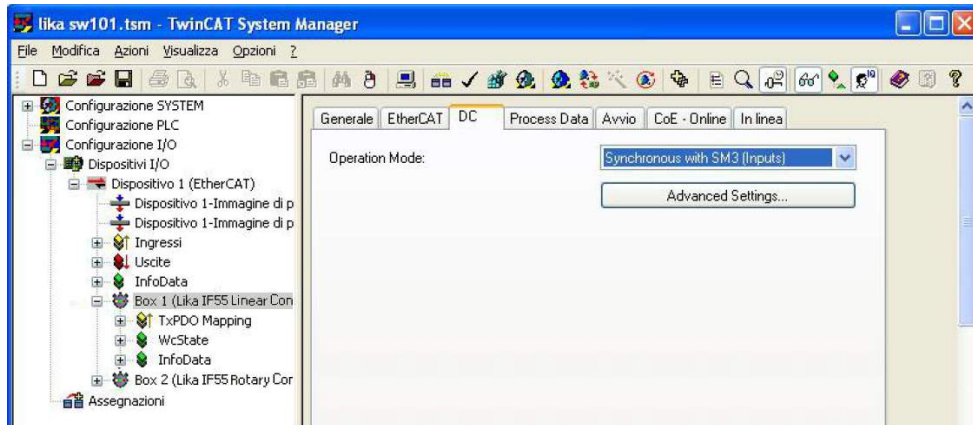 lika sw101.tsm - TwinCAT System Manager
File Modifica Azioni Visualizza Opzioni ?
Configurazione SYSTEM
Configurazione PLC
Configurazione I/O
Dispositivi I/O
Dispositivo 1 (EtherCAT)
Dispositivo 1-Immagine di p
Dispositivo 1-Immagine di p
Ingressi
Uscite
InfoData
Box 1 (Lika IF55 Linear Con
TxPDO Mapping
WcState
InfoData
Box 2 (Lika IF55 Rotary Cor
Assegnazioni
Generale EtherCAT DC Process Data Avvio CoE - Online In linea
Operation Mode: Synchronous with SM3 (Inputs)
Advanced Settings...